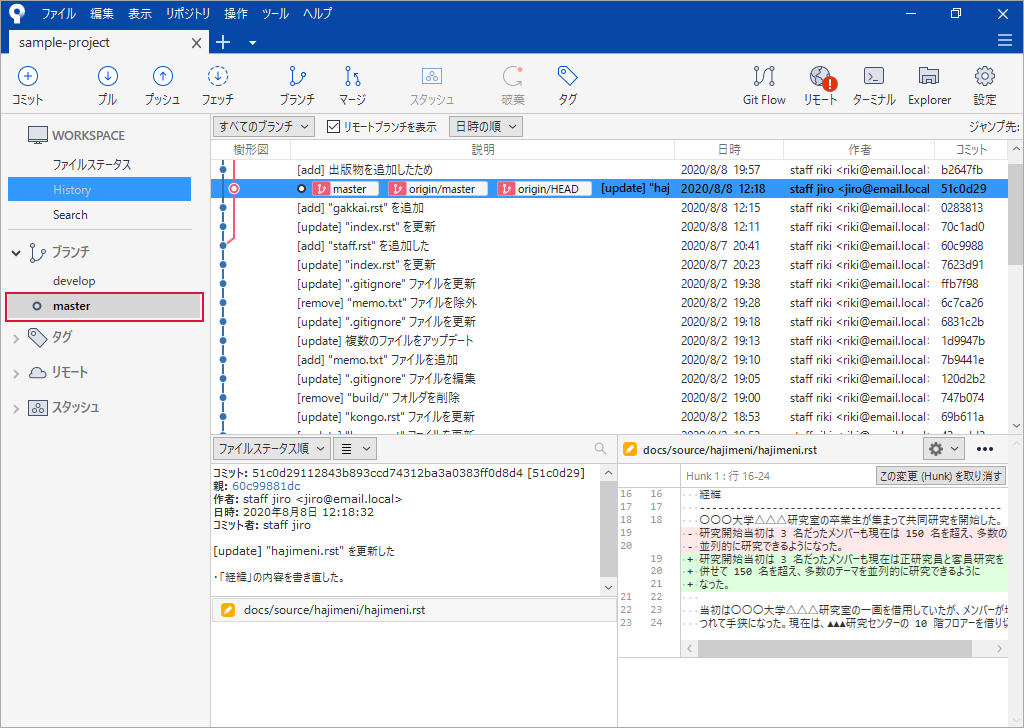 ファイル 編集 表示 リポジトリ 操作 ツール ヘルプ
sample-project
コミット プル プッシュ フェッチ ブランチ マージ スタッシュ 破棄 タグ Git Flow リモート ターミナル Explorer 設定
WORKSPACE
ファイルステータス
History
Search
ブランチ
develop
master
タグ
リモート
スタッシュ
すべてのブランチ リモートブランチを表示 日時の順 ジャンプ先:
樹形図 説明 日時 作者 コミット
[add] 出版物を追加したため 2020/8/8 19:57 staff riki <riki@email.local> b2647fb
master origin/master origin/HEAD [update] "haj 2020/8/8 12:18 staff jiro <jiro@email.local 51c0d29
[add] "gakkai.rst" を追加 2020/8/8 12:15 staff riki <riki@email.local> 0283813
[update] "index.rst" を更新 2020/8/8 12:11 staff riki <riki@email.local> 70c1ad0
[add] "staff.rst" を追加した 2020/8/7 20:41 staff riki <riki@email.local> 60c9988
[update] "index.rst" を更新 2020/8/7 20:23 staff riki <riki@email.local> 7623d91
[update] ".gitignore" ファイルを更新 2020/8/2 19:38 staff riki <riki@email.local> ffb7f98
[remove] "memo.txt" ファイルを除外 2020/8/2 19:28 staff riki <riki@email.local> 6c7ca26
[update] ".gitignore" ファイルを更新 2020/8/2 19:18 staff riki <riki@email.local> 6831c2b
[update] 複数のファイルをアップデート 2020/8/2 19:13 staff riki <riki@email.local> 1d9947b
[add] "memo.txt" ファイルを追加 2020/8/2 19:10 staff riki <riki@email.local> 7b9441e
[update] ".gitignore" ファイルを編集 2020/8/2 19:05 staff riki <riki@email.local> 120d2b2
[remove] "build/" フォルダを削除 2020/8/2 19:00 staff riki <riki@email.local> 747b074
[update] "kongo.rst" ファイルを更新 2020/8/2 18:53 staff riki <riki@email.local> 69b611a
ファイルステータス順
コミット: 51c0d29112843b893ccd74312ba3a0383ff0d8d4 [51c0d29]
親: 60c99881dc
作者: staff jiro <jiro@email.local>
日時: 2020年8月8日 12:18:32
コミット者: staff jiro
[update] "hajimeni.rst" を更新した
・「経緯」の内容を書き直した。
docs/source/hajimeni/hajimeni.rst
docs/source/hajimeni/hajimeni.rst
Hunk 1 : 行 16-24 この変更 (Hunk) を取り消す
16 16 経緯
17 17 --------------------------------------------
18 18 〇〇〇大学△△△研究室の卒業生が集まって共同研究を開始した。
19 - 研究開始当初は 3 名だったメンバーも現在は 150 名を超え、多数の
20 - 並列的に研究できるようになった。
19 + 研究開始当初は 3 名だったメンバーも現在は正研究員と客員研究を
20 + 併せて 150 名を超え、多数のテーマを並列的に研究できるように
21 + なった。
21 22
22 23 当初は〇〇〇大学△△△研究室の一画を借用していたが、メンバーが
23 24 つれて手狭になった。現在は、▲▲▲研究センターの 10 階フロアーを借り